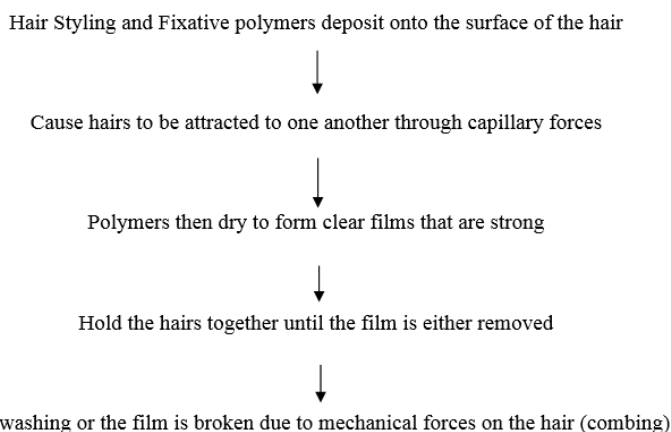 Hair Styling and Fixative polymers deposit onto the surface of the hair
Cause hairs to be attracted to one another through capillary forces
Polymers then dry to form clear films that are strong
Hold the hairs together until the film is either removed
washing or the film is broken due to mechanical forces on the hair (combing)